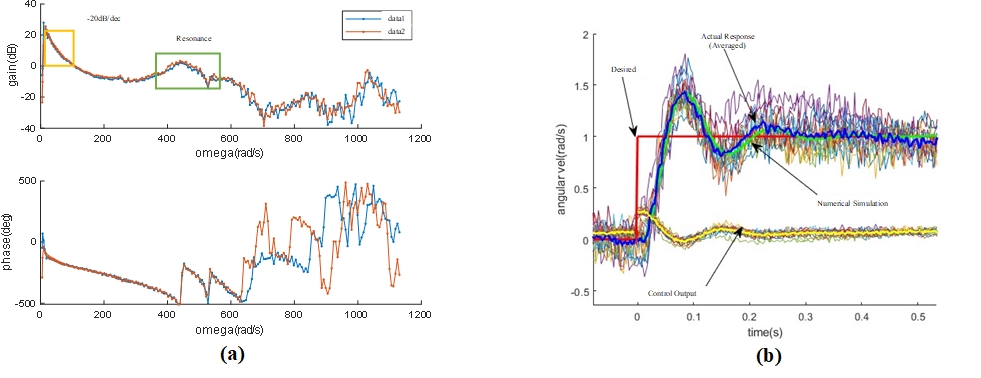 40
20
0
-20
-40
gain(dB)
-20dB/dec
Resonance
data1
data2
0
200
400
600
800
1000
1200
omega(rad/s)
500
0
-500
phase(deg)
0
200
400
600
800
1000
1200
omega(rad/s)
(a)
2
1.5
1
0.5
0
-0.5
angular vel(rad/s)
Actual Response
(Averaged)
Desired
Numerical Simulation
Control Output
0
0.1
0.2
0.3
0.4
0.5
time(s)
(b)